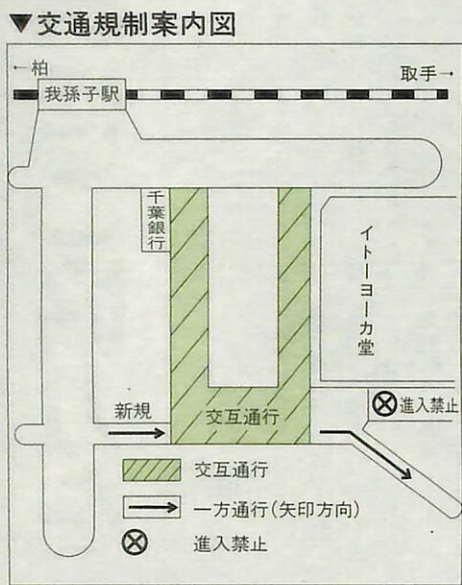 ▼交通規制案内図
←柏
取手→
我孫子駅
千葉銀行
イトーヨーカ堂
新規
交互通行
進入禁止
交互通行
一方通行(矢印方向)
進入禁止